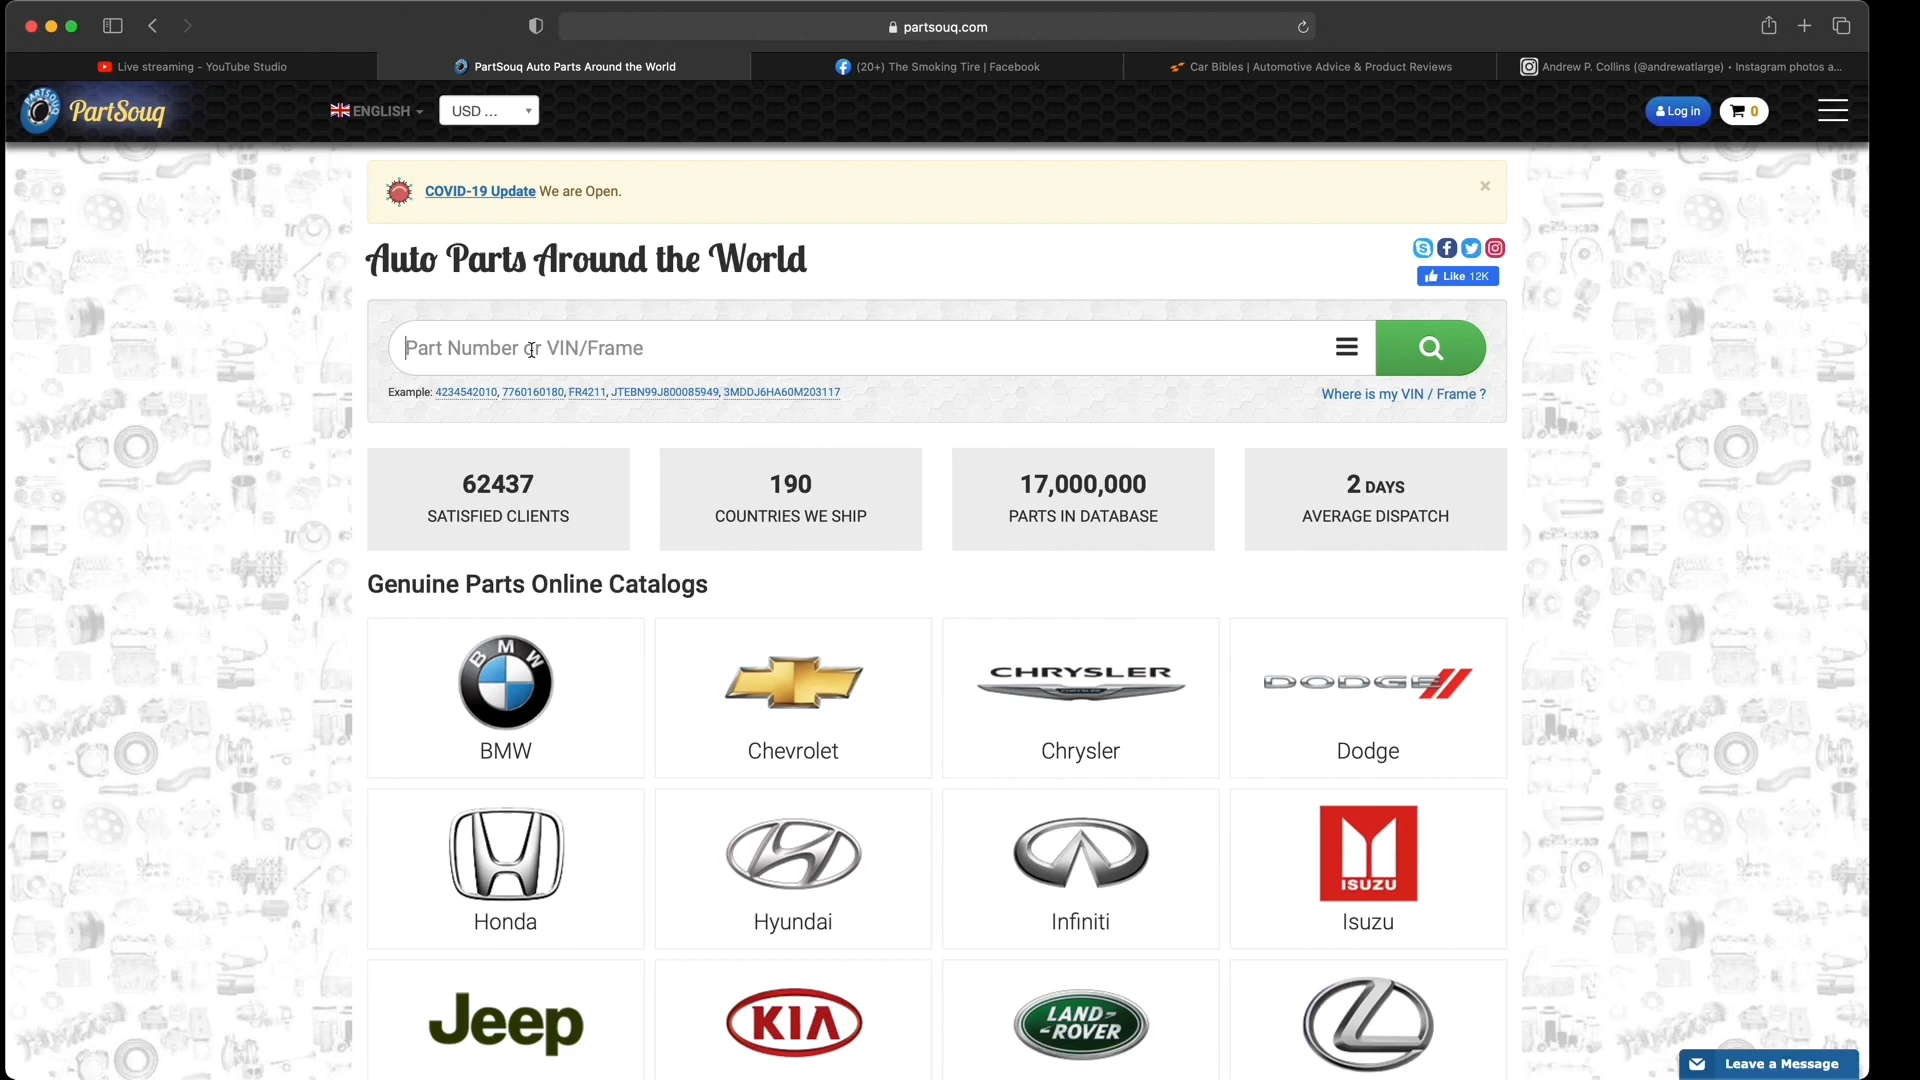 partsouq.com
Live streaming - YouTube Studio
PartSouq Auto Parts Around the World
(20+) The Smoking Tire | Facebook
Car Bibles | Automotive Advice & Product Reviews
Andrew P. Collins (@andrewatlarge) • Instagram photos a...
PARTSOUQ
PartSouq
ENGLISH
USD ...
Log in
0
COVID-19 Update We are Open.
×
Auto Parts Around the World
Like 12K
Part Number or VIN/Frame
Example: 4234542010, 7760160180, FR4211, JTEBN99J800085949, 3MDDJ6HA60M203117
Where is my VIN / Frame ?
62437
SATISFIED CLIENTS
190
COUNTRIES WE SHIP
17,000,000
PARTS IN DATABASE
2 DAYS
AVERAGE DISPATCH
Genuine Parts Online Catalogs
BMW
BMW
Chevrolet
CHRYSLER
Chrysler
DODGE
Dodge
Honda
Hyundai
Infiniti
ISUZU
Isuzu
Jeep
KIA
LAND-
-ROVER
Leave a Message